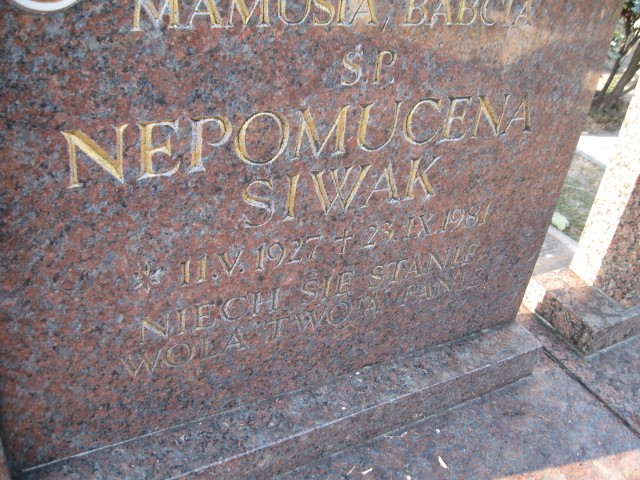 MAMUSIA, BABCIA
Ś.P.
NEPOMUCENA
SIWAK
* 11.V.1927 + 23.IX.1981
NIECH SIĘ STANIE
WOLA TWOJA PANIE!